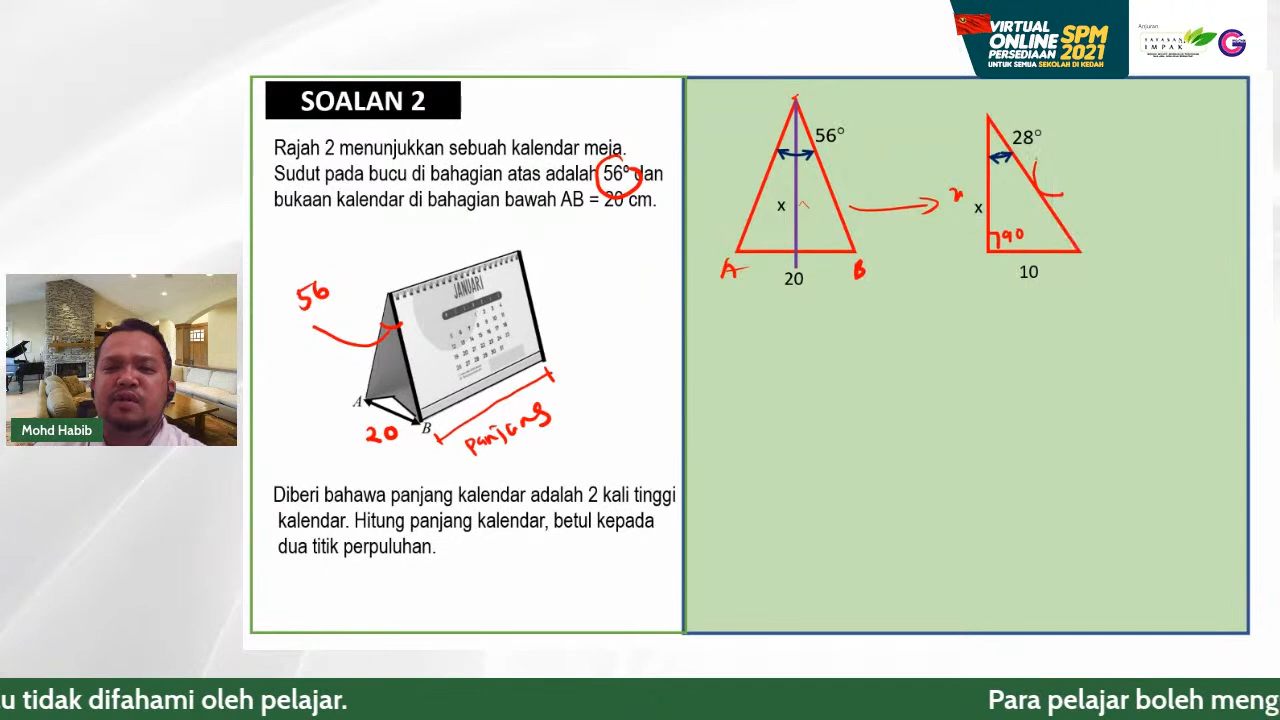 VIRTUAL
ONLINE
PERSEDIAAN
SPM
2021
UNTUK SEMUA SEKOLAH DI KEDAH
Anjuran
YAYASAN
IMPAK
SOALAN 2
Rajah 2 menunjukkan sebuah kalendar meja.
Sudut pada bucu di bahagian atas adalah 56° dan
bukaan kalendar di bahagian bawah AB = 20 cm.
56
JANUARI
A
B
20
panjang
Diberi bahawa panjang kalendar adalah 2 kali tinggi
kalendar. Hitung panjang kalendar, betul kepada
dua titik perpuluhan.
56°
x
A
B
20
28°
x
x
90
10
Mohd Habib
u tidak difahami oleh pelajar.
Para pelajar boleh meng